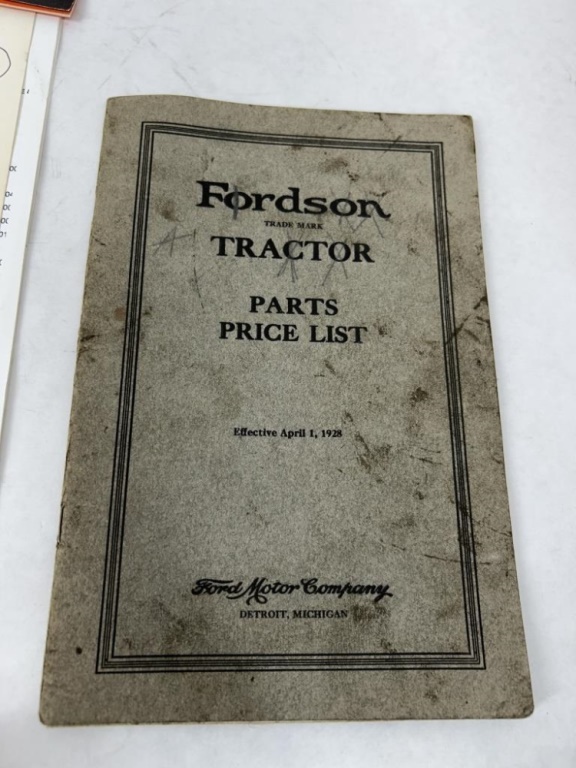 Fordson
TRADE MARK
TRACTOR
PARTS
PRICE LIST
Effective April 1, 1928
Ford Motor Company
DETROIT, MICHIGAN